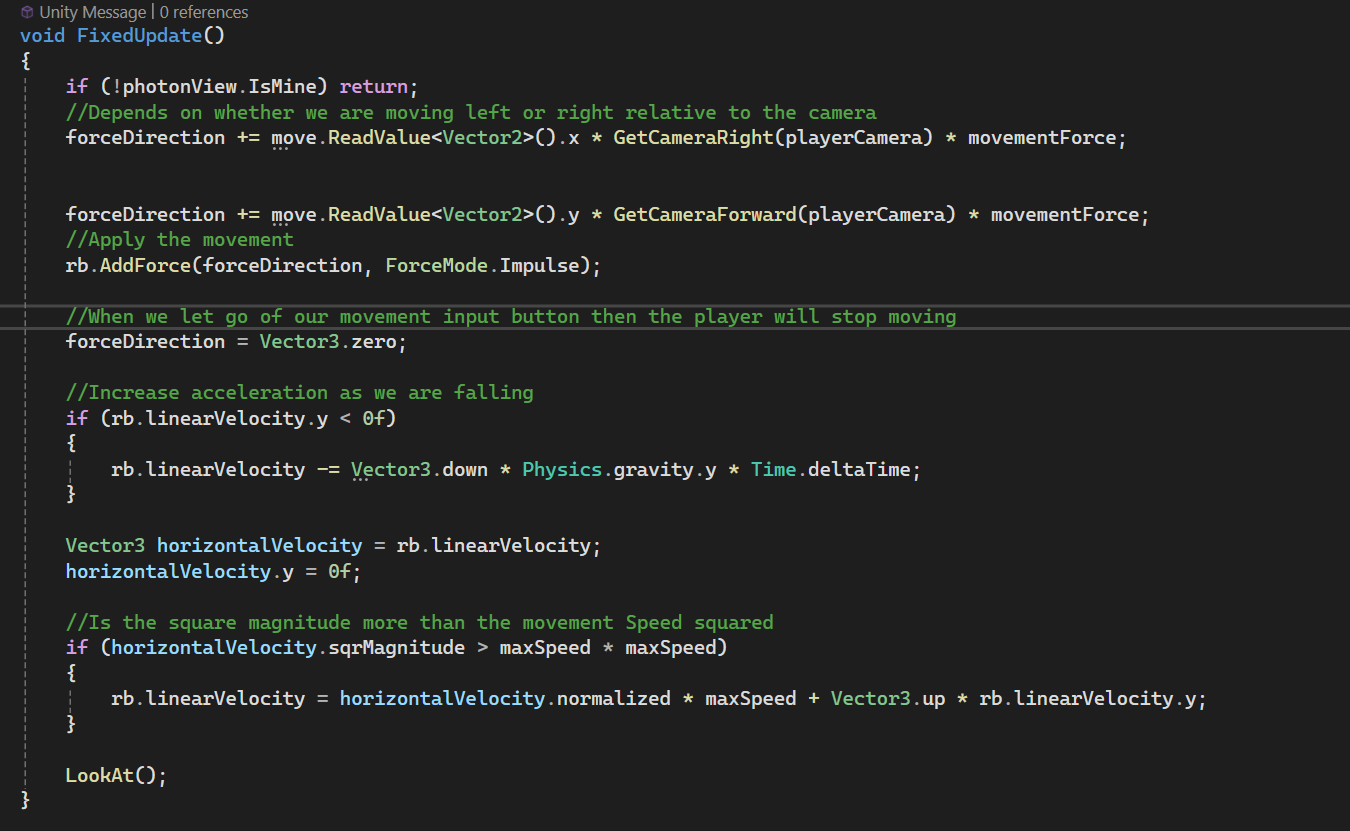 Unity Message | 0 references
void FixedUpdate()
{
if (!photonView.IsMine) return;
//Depends on whether we are moving left or right relative to the camera
forceDirection += move.ReadValue<Vector2>().x * GetCameraRight(playerCamera) * movementForce;
forceDirection += move.ReadValue<Vector2>().y * GetCameraForward(playerCamera) * movementForce;
//Apply the movement
rb.AddForce(forceDirection, ForceMode.Impulse);
//When we let go of our movement input button then the player will stop moving
forceDirection = Vector3.zero;
//Increase acceleration as we are falling
if (rb.linearVelocity.y < 0f)
{
rb.linearVelocity -= Vector3.down * Physics.gravity.y * Time.deltaTime;
}
Vector3 horizontalVelocity = rb.linearVelocity;
horizontalVelocity.y = 0f;
//Is the square magnitude more than the movement Speed squared
if (horizontalVelocity.sqrMagnitude > maxSpeed * maxSpeed)
{
rb.linearVelocity = horizontalVelocity.normalized * maxSpeed + Vector3.up * rb.linearVelocity.y;
}
LookAt();
}